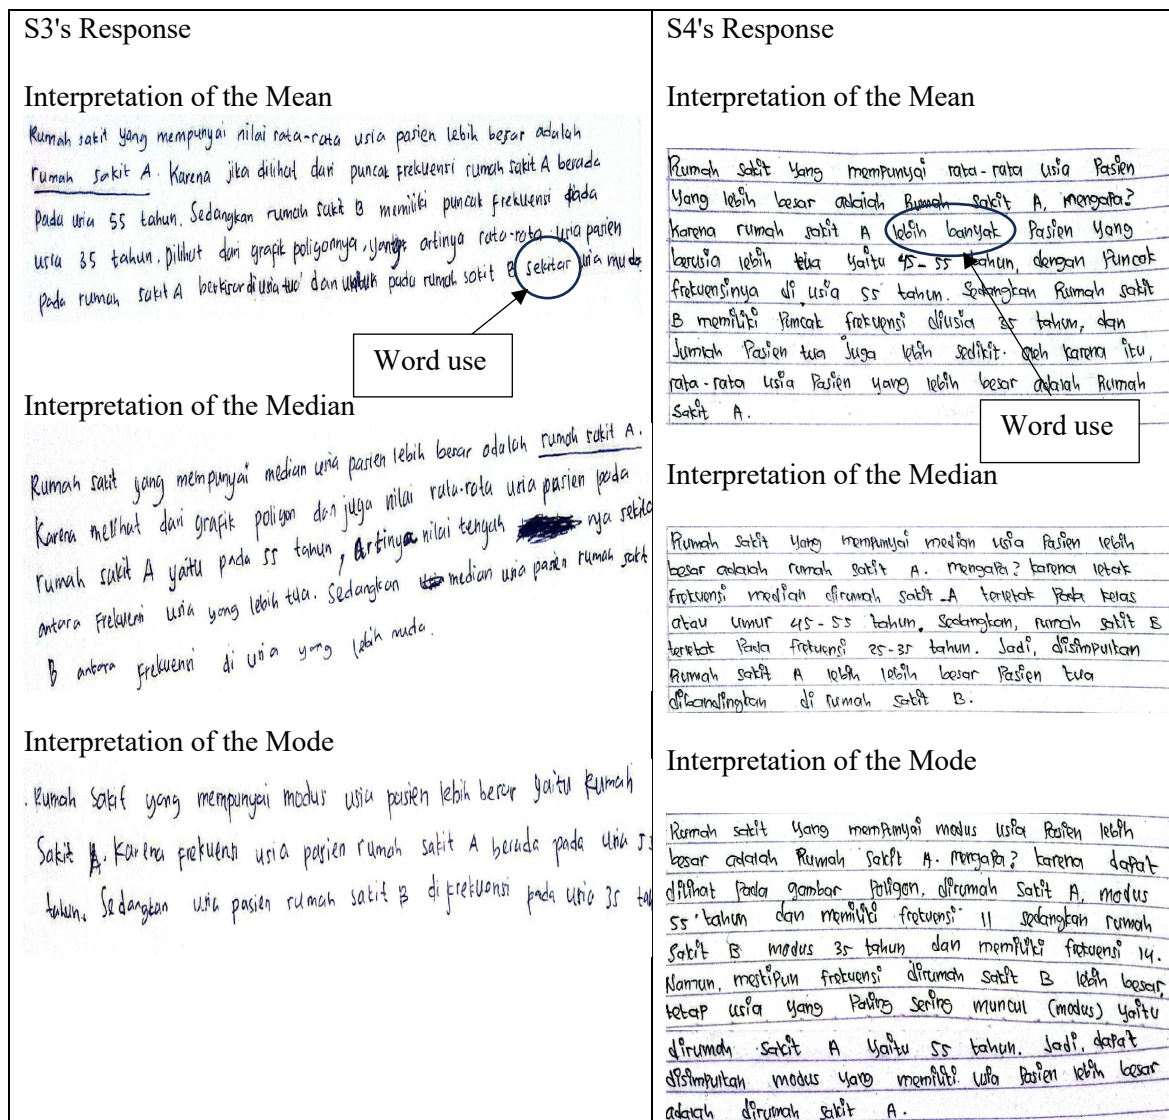 S3's Response
Interpretation of the Mean
Rumah sakit yang mempunyai nilai rata-rata usia pasien lebih besar adalah
rumah sakit A. Karena jika dilihat dari puncak frekuensi rumah sakit A berada
pada usia 55 tahun. Sedangkan rumah sakit B memiliki puncak frekuensi pada
usia 35 tahun. Dilihat dari grafik poligonnya, yang artinya rata-rata usia pasien
pada rumah sakit A berkisar diusia tua dan untuk pada rumah sakit B sekitar usia muda
Word use
Interpretation of the Median
Rumah sakit yang mempunyai median usia pasien lebih besar adalah rumah sakit A.
Karena melihat dari grafik poligon dan juga nilai rata-rata usia pasien pada
rumah sakit A yaitu pada 55 tahun, Artinya nilai tengah nya sekita
antara frekuensi usia yang lebih tua. Sedangkan median usia pasien rumah sakit
B antara frekuensi di usia yang lebih muda.
Interpretation of the Mode
. Rumah Sakit yang mempunyai modus usia pasien lebih besar yaitu Rumah
Sakit A. Karena frekuensi usia pasien rumah sakit A berada pada usia 55
tahun. Sedangkan usia pasien rumah sakit B di frekuensi pada usia 35 tah
S4's Response
Interpretation of the Mean
Rumah sakit yang mempunyai rata-rata usia Pasien
yang lebih besar adalah Rumah sakit A, mengapa?
karena rumah sakit A lebih banyak Pasien yang
berusia lebih tua yaitu 45-55 tahun, dengan Puncak
frekuensinya di usia 55 tahun. Sedangkan Rumah sakit
B memiliki Puncak frekuensi diusia 35 tahun, dan
Jumlah Pasien tua juga lebih sedikit. Oleh karena itu,
rata-rata usia Pasien yang lebih besar adalah Rumah
Sakit A.
Word use
Interpretation of the Median
Rumah sakit yang mempunyai median usia Pasien lebih
besar adalah rumah sakit A. mengapa? karena letak
Frekuensi median dirumah sakit A terletak Pada kelas
atau umur 45-55 tahun. Sedangkan, rumah sakit B
terletak Pada frekuensi 25-35 tahun. Jadi, disimpulkan
Rumah sakit A lebih lebih besar Pasien tua
dibandingkan di rumah sakit B.
Interpretation of the Mode
Rumah sakit yang mempunyai modus usia Pasien lebih
besar adalah Rumah sakit A. mengapa? karena dapat
dilihat Pada gambar Poligon, dirumah sakit A, modus
55 tahun dan memiliki frekuensi 11 sedangkan rumah
sakit B modus 35 tahun dan memiliki frekuensi 14.
Namun, meskipun frekuensi dirumah sakit B lebih besar,
tetap usia yang Paling sering muncul (modus) yaitu
dirumah sakit A yaitu 55 tahun. Jadi, dapat
disimpulkan modus yang memiliki usia Pasien lebih besar
adalah dirumah sakit A.